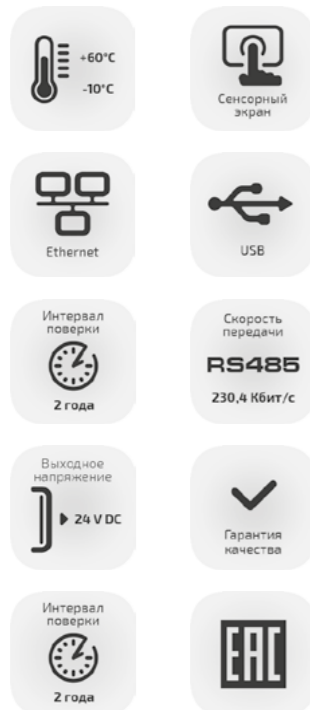 +60°C
-10°C
Сенсорный
экран
Ethernet
USB
Интервал
поверки
2 года
Скорость
передачи
RS485
230,4 Кбит/с
Выходное
напряжение
24 V DC
Гарантия
качества
Интервал
поверки
2 года
EAC